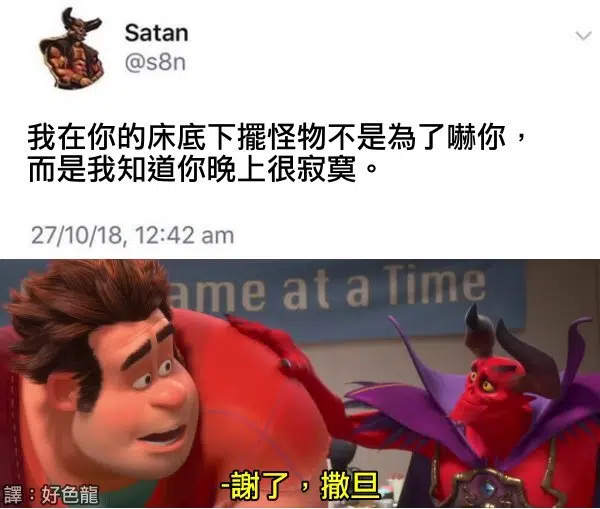 Satan
@s8n
我在你的床底下擺怪物不是為了嚇你，
而是我知道你晚上很寂寞。
27/10/18, 12:42 am
ame at a Time
-謝了，撒旦
譯：好色龍